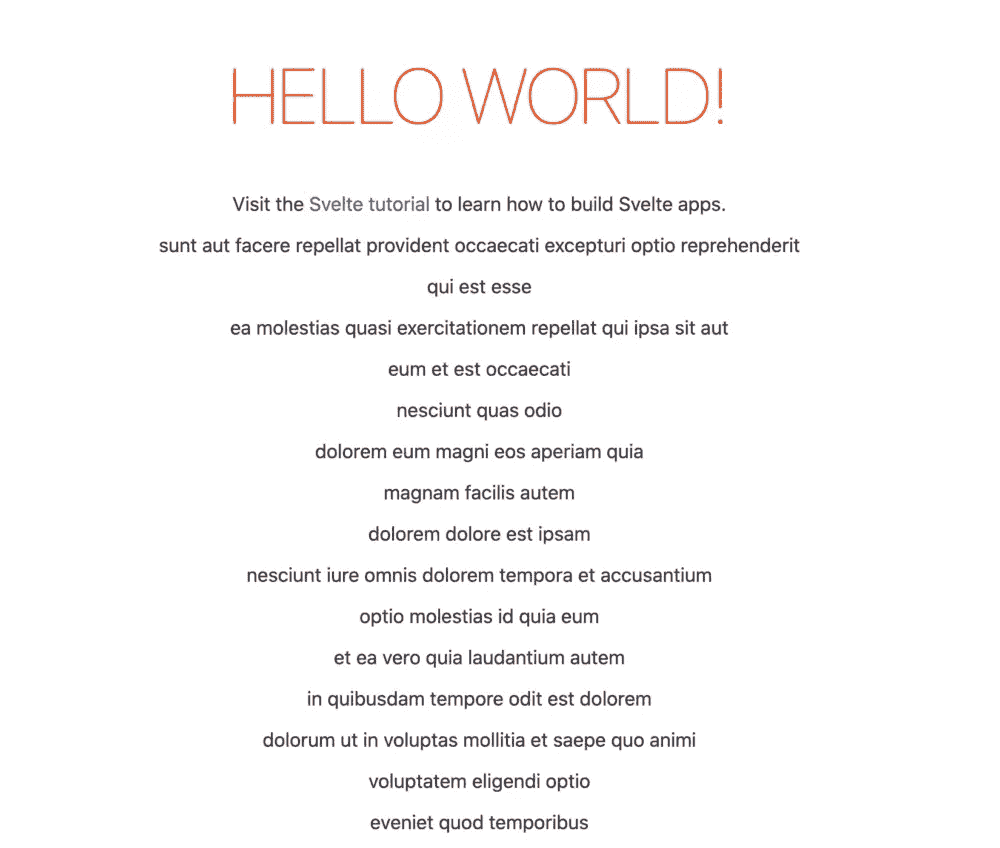 HELLO WORLD!
Visit the Svelte tutorial to learn how to build Svelte apps.
sunt aut facere repellat provident occaecati excepturi optio reprehenderit
qui est esse
ea molestias quasi exercitationem repellat qui ipsa sit aut
eum et est occaecati
nesciunt quas odio
dolorem eum magni eos aperiam quia
magnam facilis autem
dolorem dolore est ipsam
nesciunt iure omnis dolorem tempora et accusantium
optio molestias id quia eum
et ea vero quia laudantium autem
in quibusdam tempore odit est dolorem
dolorum ut in voluptas mollitia et saepe quo animi
voluptatem eligendi optio
eveniet quod temporibus